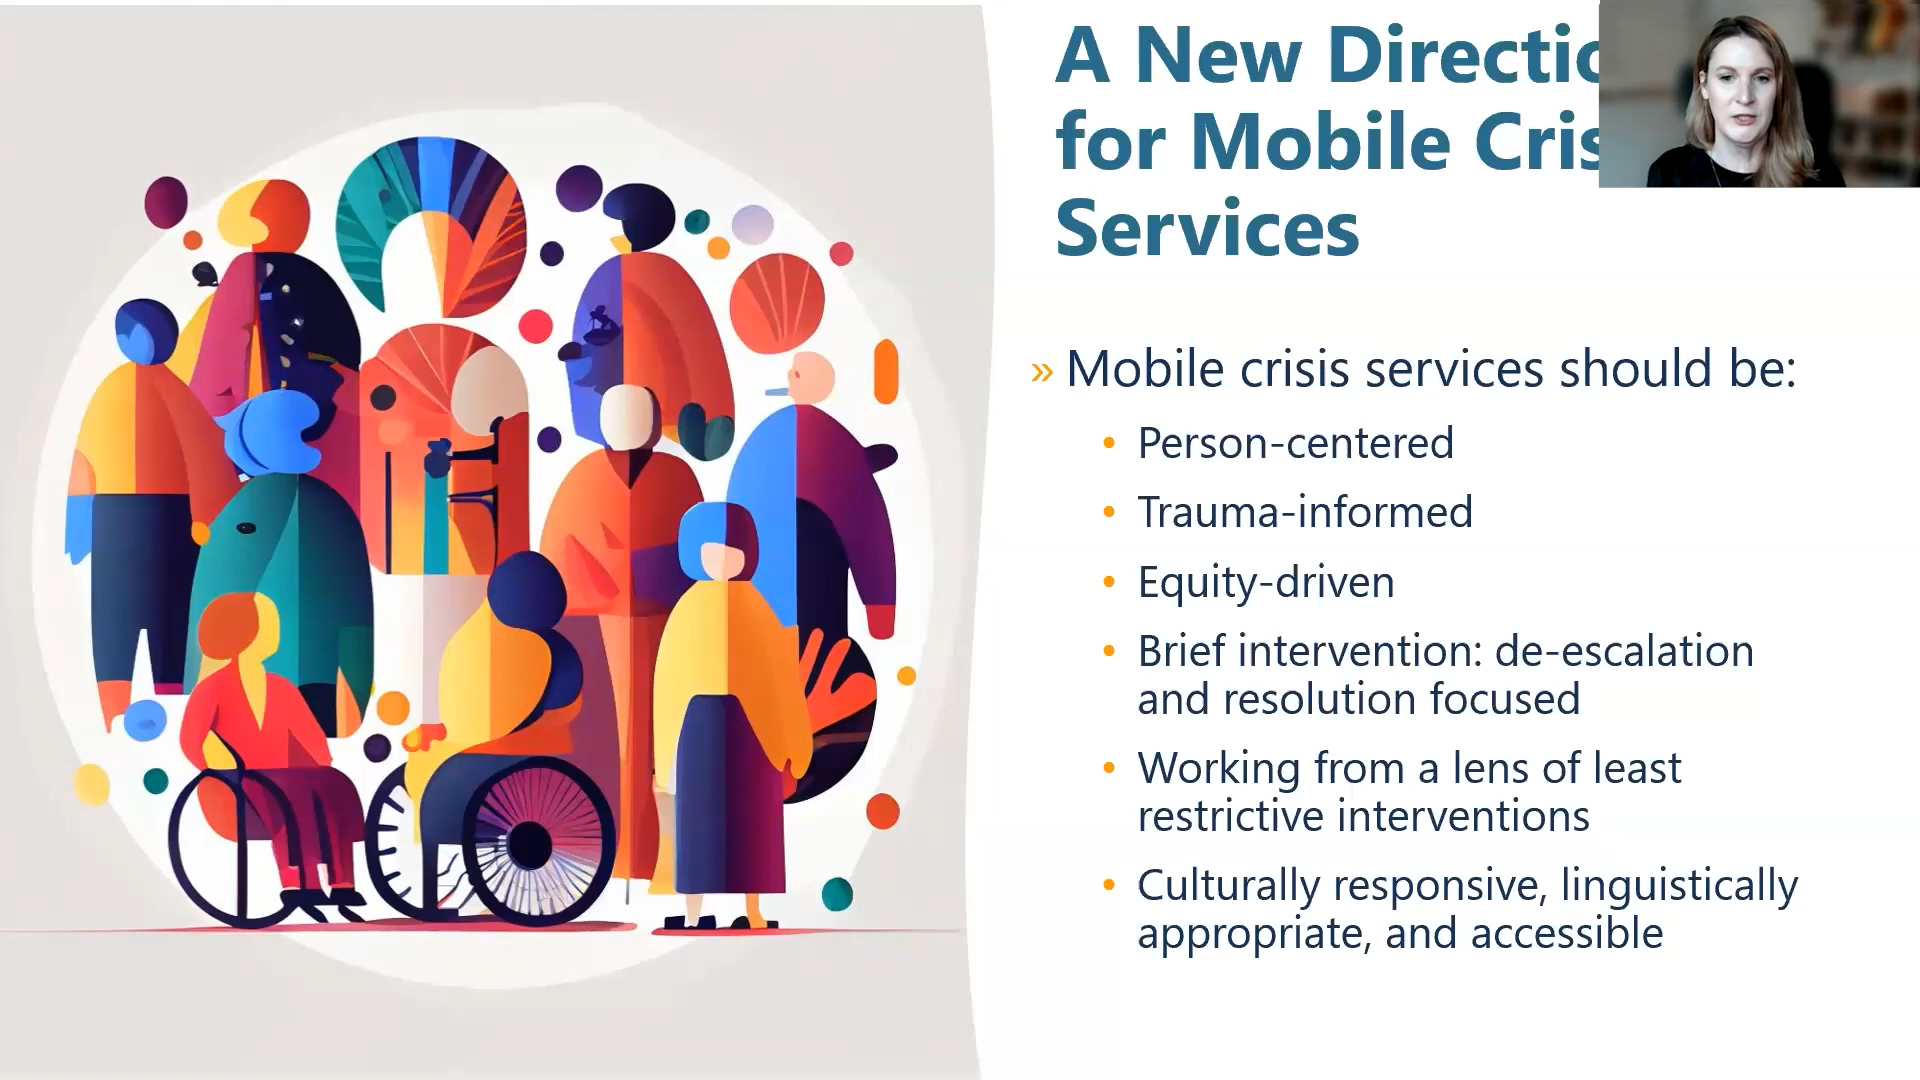 A New Directio
for Mobile Cris
Services
» Mobile crisis services should be:
• Person-centered
• Trauma-informed
• Equity-driven
• Brief intervention: de-escalation
and resolution focused
• Working from a lens of least
restrictive interventions
• Culturally responsive, linguistically
appropriate, and accessible